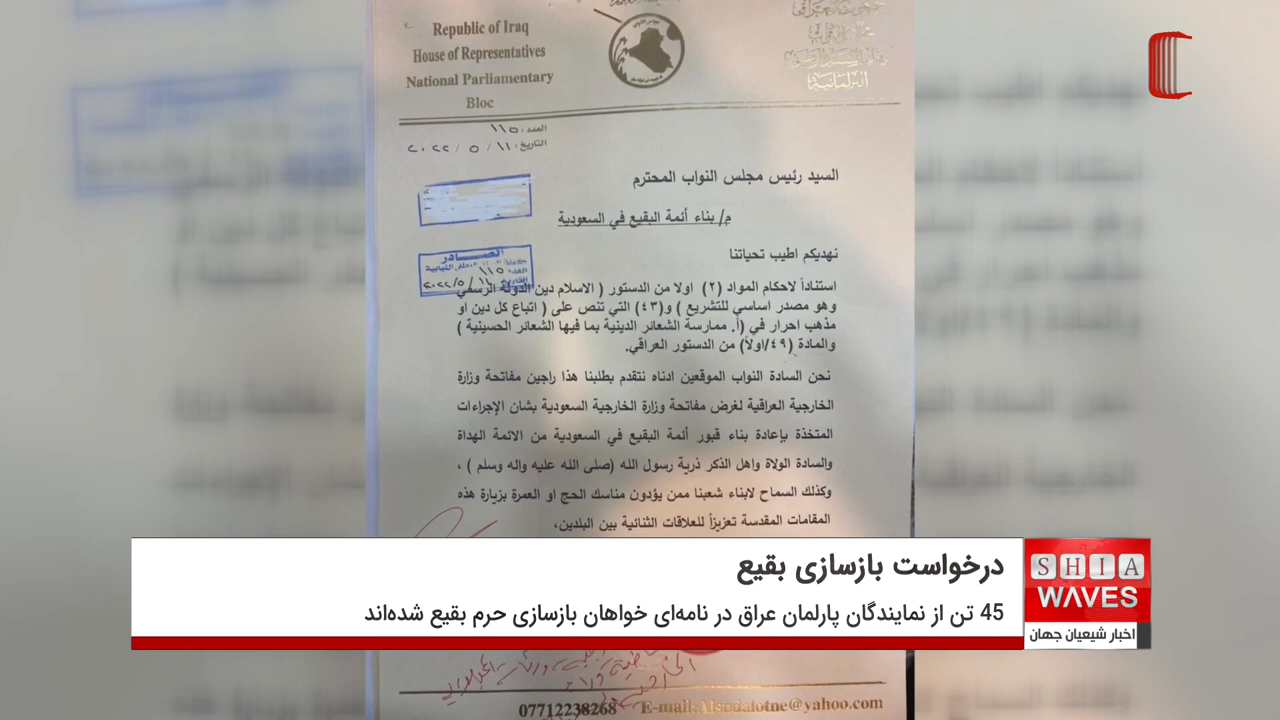 Republic of Iraq
House of Representatives
National Parliamentary
Bloc
البرلمانية
العدد: ١١٥
التاريخ: ١١ / ٥ / ٢٠٢٢
السيد رئيس مجلس النواب المحترم
م/ بناء أئمة البقيع في السعودية
نهديكم اطيب تحياتنا
الصادر
العدد ١١٥
استناداً لاحكام المواد (٢) اولا من الدستور ( الاسلام دين الدولة الرسمي
وهو مصدر اساسي للتشريع ) و(٤٣) التي تنص على ( اتباع كل دين او
مذهب احرار في (أ. ممارسة الشعائر الدينية بما فيها الشعائر الحسينية )
والمادة (٤٩/اولاً) من الدستور العراقي.
نحن السادة النواب الموقعين ادناه نتقدم بطلبنا هذا راجين مفاتحة وزارة
الخارجية العراقية لغرض مفاتحة وزارة الخارجية السعودية بشان الإجراءات
المتخذة بإعادة بناء قبور أئمة البقيع في السعودية من الائمة الهداة
والسادة الولاة واهل الذكر ذرية رسول الله (صلى الله عليه واله وسلم ) ،
وكذلك السماح لابناء شعبنا ممن يؤدون مناسك الحج او العمرة بزيارة هذه
المقامات المقدسة تعزيزاً للعلاقات الثنائية بين البلدين،
درخواست بازسازی بقیع
45 تن از نمایندگان پارلمان عراق در نامه‌ای خواهان بازسازی حرم بقیع شده‌اند
SHIA
WAVES
اخبار شیعیان جهان
07712238268 E-mail:Alsadalotne@yahoo.com